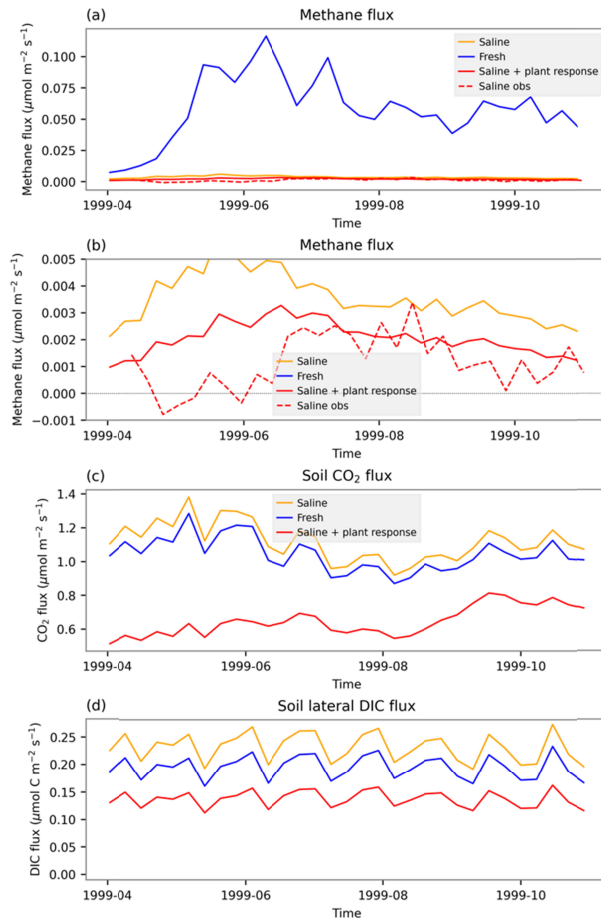 (a) Methane flux
Methane flux (μmol m⁻² s⁻¹)
0.100
0.075
0.050
0.025
0.000
Saline
Fresh
Saline + plant response
Saline obs
1999-04 1999-06 1999-08 1999-10
Time
(b) Methane flux
Methane flux (μmol m⁻² s⁻¹)
0.005
0.004
0.003
0.002
0.001
0.000
−0.001
Saline
Fresh
Saline + plant response
Saline obs
1999-04 1999-06 1999-08 1999-10
Time
(c) Soil CO₂ flux
CO₂ flux (μmol m⁻² s⁻¹)
1.4
1.2
1.0
0.8
0.6
Saline
Fresh
Saline + plant response
1999-04 1999-06 1999-08 1999-10
Time
(d) Soil lateral DIC flux
DIC flux (μmol C m⁻² s⁻¹)
0.25
0.20
0.15
0.10
0.05
0.00
1999-04 1999-06 1999-08 1999-10
Time